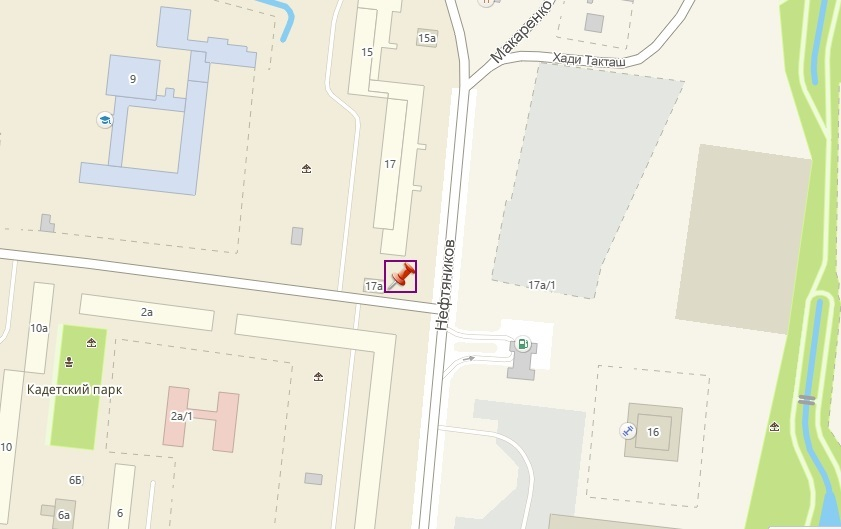 Макаренко
15
15а
Хади Такташ
9
17
Нефтяников
17а
17а/1
2а
10а
Кадетский парк
2а/1
16
10
6Б
6а
6